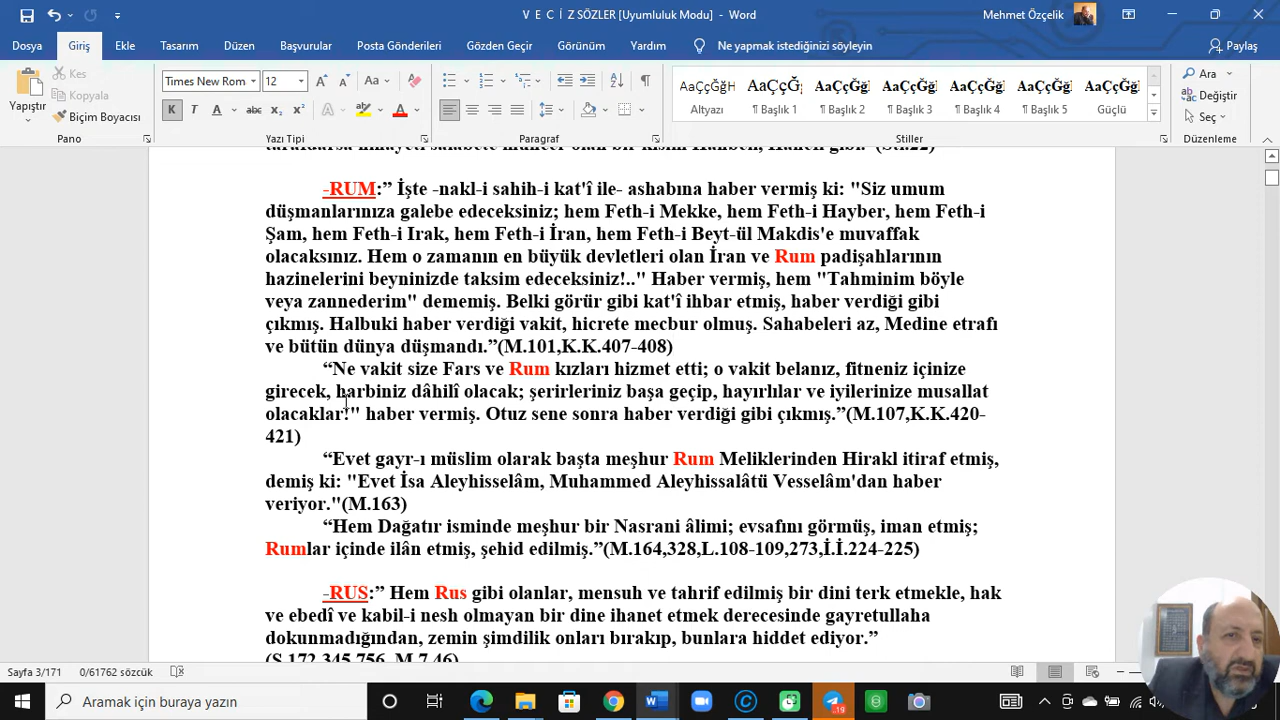 V E C İ Z SÖZLER [Uyumluluk Modu] - Word
Mehmet Özçelik
Dosya Giriş Ekle Tasarım Düzen Başvurular Posta Gönderileri Gözden Geçir Görünüm Yardım Ne yapmak istediğinizi söyleyin Paylaş
Yapıştır
Kes
Kopyala
Biçim Boyacısı
Times New Rom 12
K T A abc x₂ x²
AaÇçĞğH AaÇçĞ AaÇçĞğ AaÇçĞğ AaÇçĞğ AaÇçĞğ AaÇçĞğ
Altyazı ¶ Başlık 1 ¶ Başlık 2 ¶ Başlık 3 ¶ Başlık 4 ¶ Başlık 5 Güçlü
Ara
Değiştir
Seç
Pano Yazı Tipi Paragraf Stiller Düzenleme
-RUM:” İşte -nakl-i sahih-i kat'î ile- ashabına haber vermiş ki: "Siz umum
düşmanlarınıza galebe edeceksiniz; hem Feth-i Mekke, hem Feth-i Hayber, hem Feth-i
Şam, hem Feth-i Irak, hem Feth-i İran, hem Feth-i Beyt-ül Makdis'e muvaffak
olacaksınız. Hem o zamanın en büyük devletleri olan İran ve Rum padişahlarının
hazinelerini beyninizde taksim edeceksiniz!.." Haber vermiş, hem "Tahminim böyle
veya zannederim" dememiş. Belki görür gibi kat'î ihbar etmiş, haber verdiği gibi
çıkmış. Halbuki haber verdiği vakit, hicrete mecbur olmuş. Sahabeleri az, Medine etrafı
ve bütün dünya düşmandı.”(M.101,K.K.407-408)
“Ne vakit size Fars ve Rum kızları hizmet etti; o vakit belanız, fitneniz içinize
girecek, harbiniz dâhilî olacak; şerirleriniz başa geçip, hayırlılar ve iyilerinize musallat
olacaklar!" haber vermiş. Otuz sene sonra haber verdiği gibi çıkmış.”(M.107,K.K.420-
421)
“Evet gayr-ı müslim olarak başta meşhur Rum Meliklerinden Hirakl itiraf etmiş,
demiş ki: "Evet İsa Aleyhisselâm, Muhammed Aleyhissalâtü Vesselâm'dan haber
veriyor."(M.163)
“Hem Dağatır isminde meşhur bir Nasrani âlimi; evsafını görmüş, iman etmiş;
Rumlar içinde ilân etmiş, şehid edilmiş.”(M.164,328,L.108-109,273,İ.İ.224-225)
-RUS:” Hem Rus gibi olanlar, mensuh ve tahrif edilmiş bir dini terk etmekle, hak
ve ebedî ve kabil-i nesh olmayan bir dine ihanet etmek derecesinde gayretullaha
dokunmadığından, zemin şimdilik onları bırakıp, bunlara hiddet ediyor.”
(S.172,345,756, M.7,46)
Sayfa 3/171 0/61762 sözcük
Aramak için buraya yazın
19